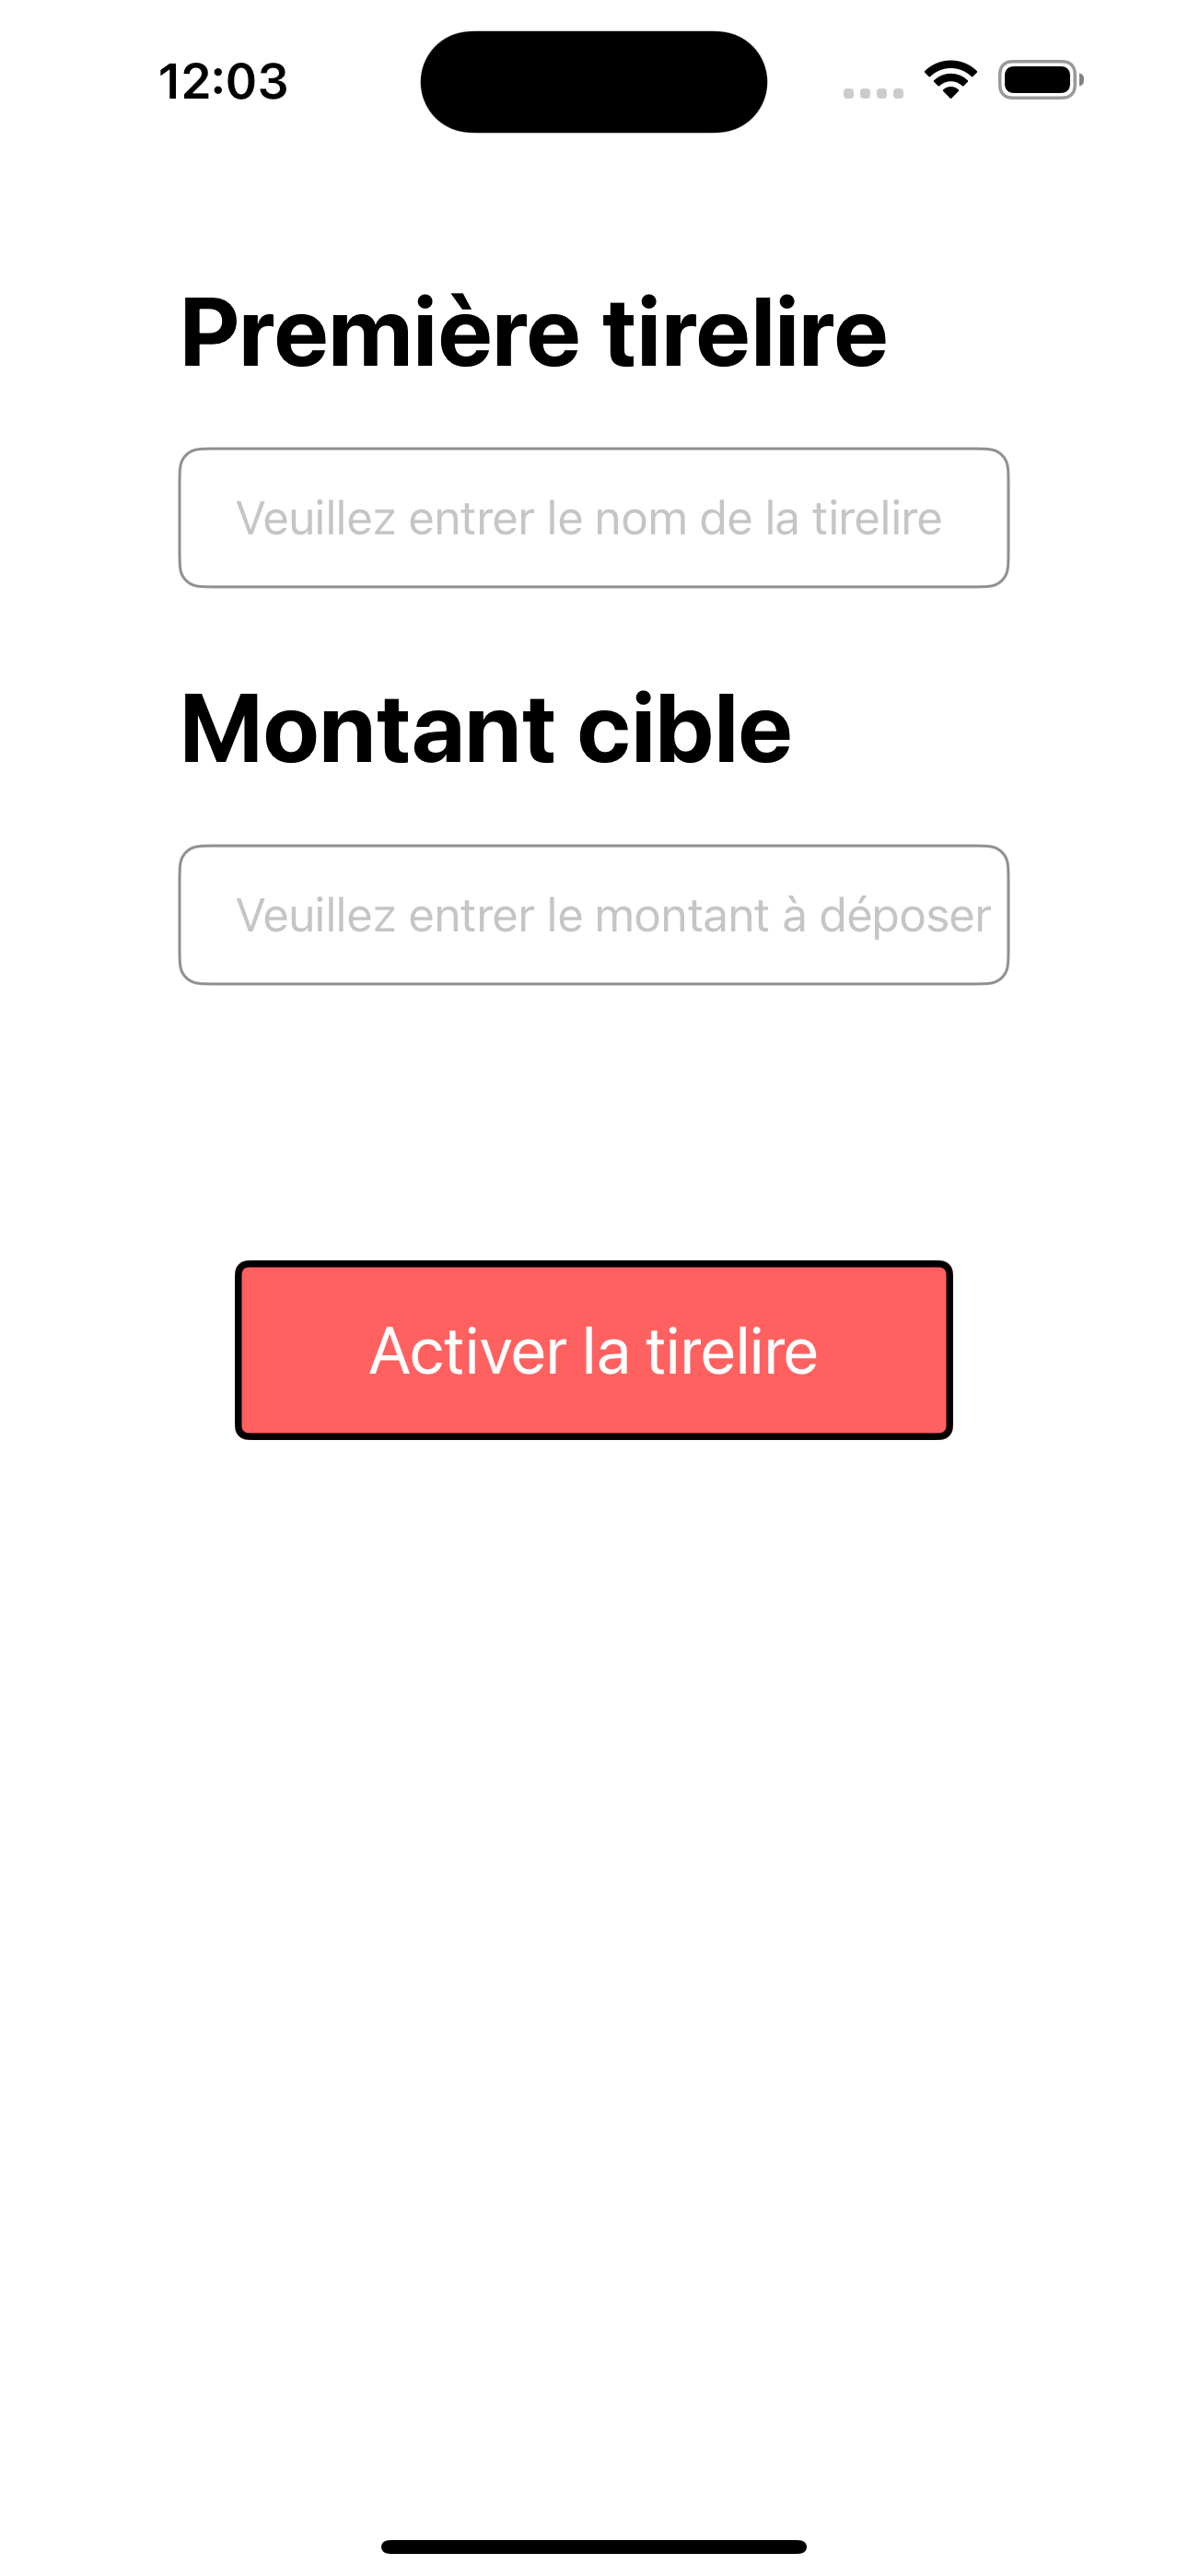 12:03
Première tirelire
Veuillez entrer le nom de la tirelire
Montant cible
Veuillez entrer le montant à déposer
Activer la tirelire